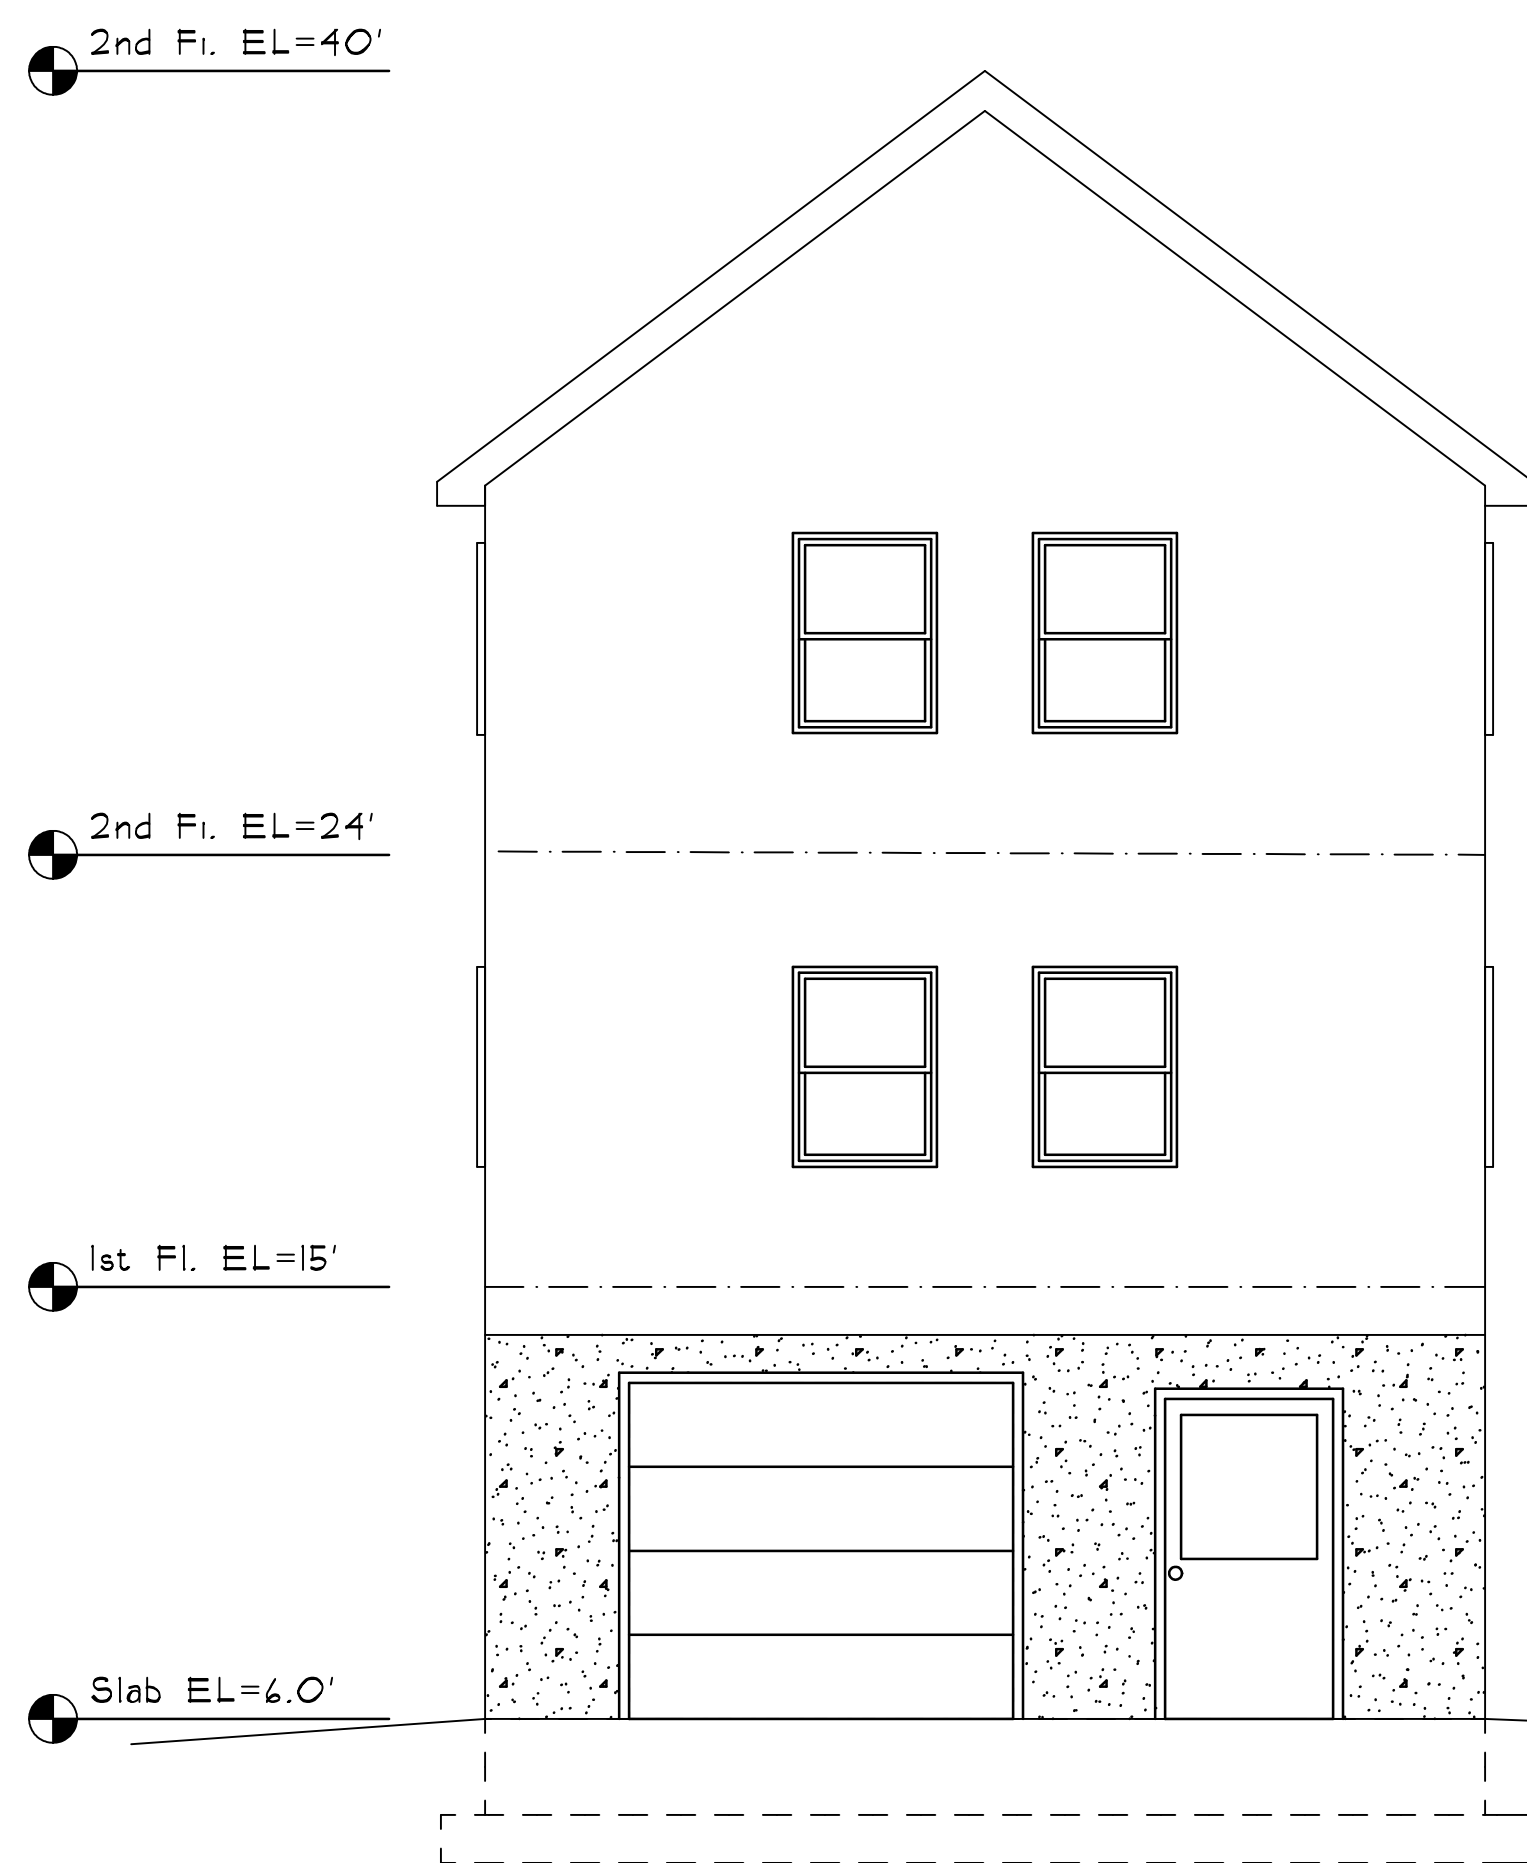 2nd Fl. EL=40'
2nd Fl. EL=24'
1st Fl. EL=15'
Slab EL=6.0'